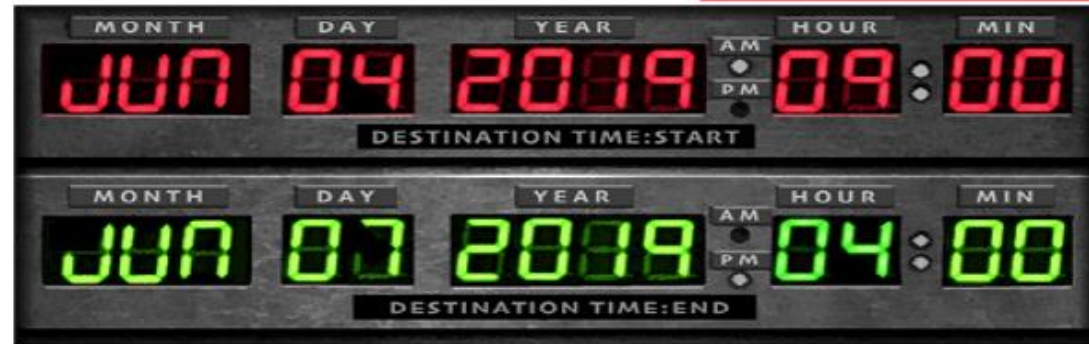 MONTH DAY YEAR HOUR MIN
AM
JUN 04 2019 09:00
PM
DESTINATION TIME:START
MONTH DAY YEAR HOUR MIN
AM
JUN 07 2019 04:00
PM
DESTINATION TIME:END